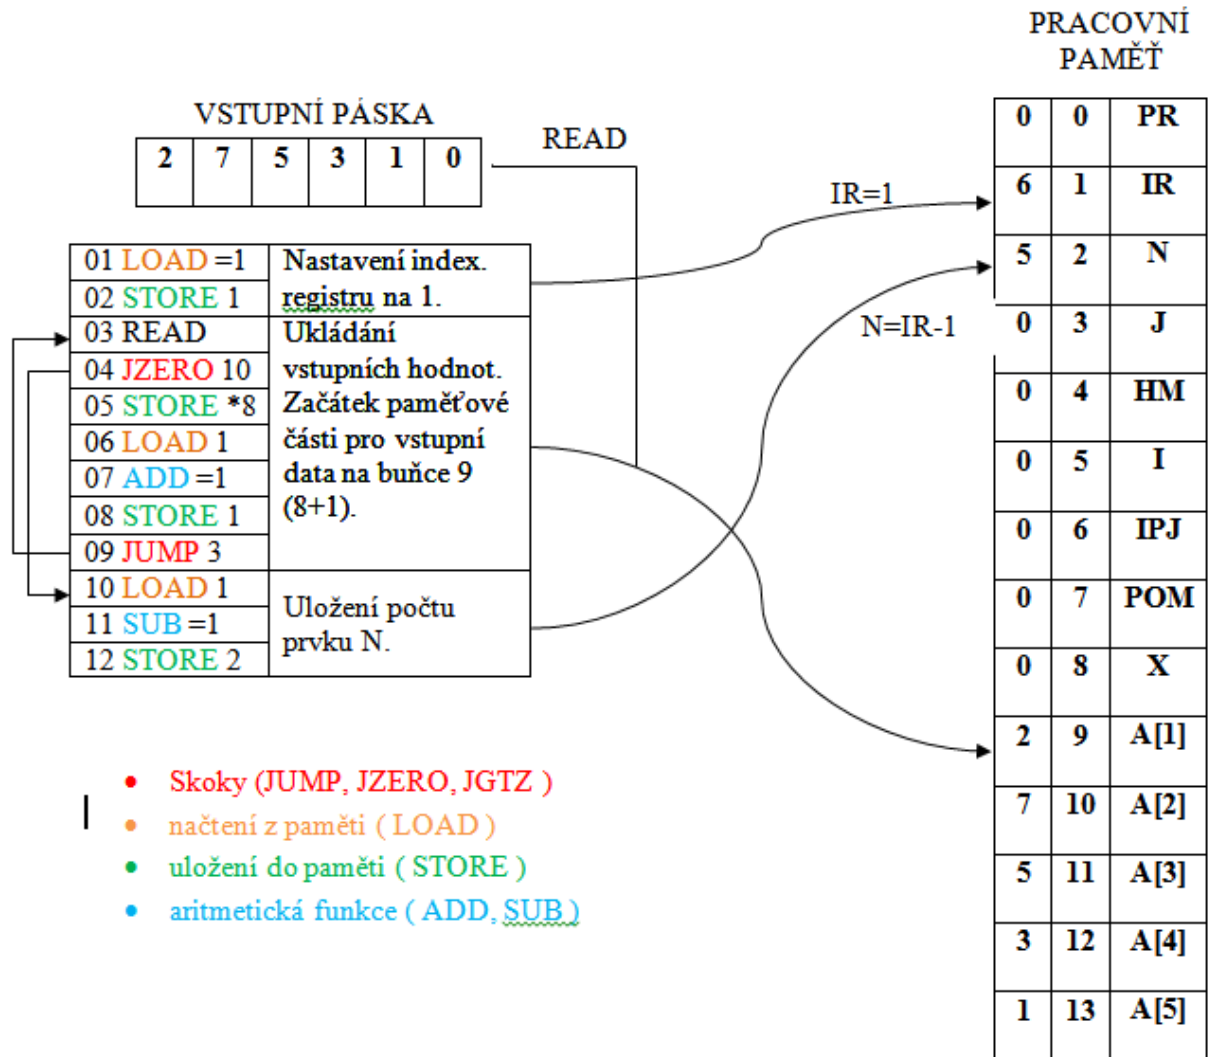 PRACOVNÍ
PAMĚŤ
VSTUPNÍ PÁSKA
2 7 5 3 1 0
READ
IR=1
N=IR-1
01 LOAD =1
02 STORE 1
Nastavení index.
registru na 1.
03 READ
04 JZERO 10
05 STORE *8
06 LOAD 1
07 ADD =1
08 STORE 1
09 JUMP 3
Ukládání
vstupních hodnot.
Začátek paměťové
části pro vstupní
data na buňce 9
(8+1).
10 LOAD 1
11 SUB =1
12 STORE 2
Uložení počtu
prvku N.
0 0 PR
6 1 IR
5 2 N
0 3 J
0 4 HM
0 5 I
0 6 IPJ
0 7 POM
0 8 X
2 9 A[1]
7 10 A[2]
5 11 A[3]
3 12 A[4]
1 13 A[5]
• Skoky (JUMP, JZERO, JGTZ )
• načtení z paměti ( LOAD )
• uložení do paměti ( STORE )
• aritmetická funkce ( ADD, SUB )